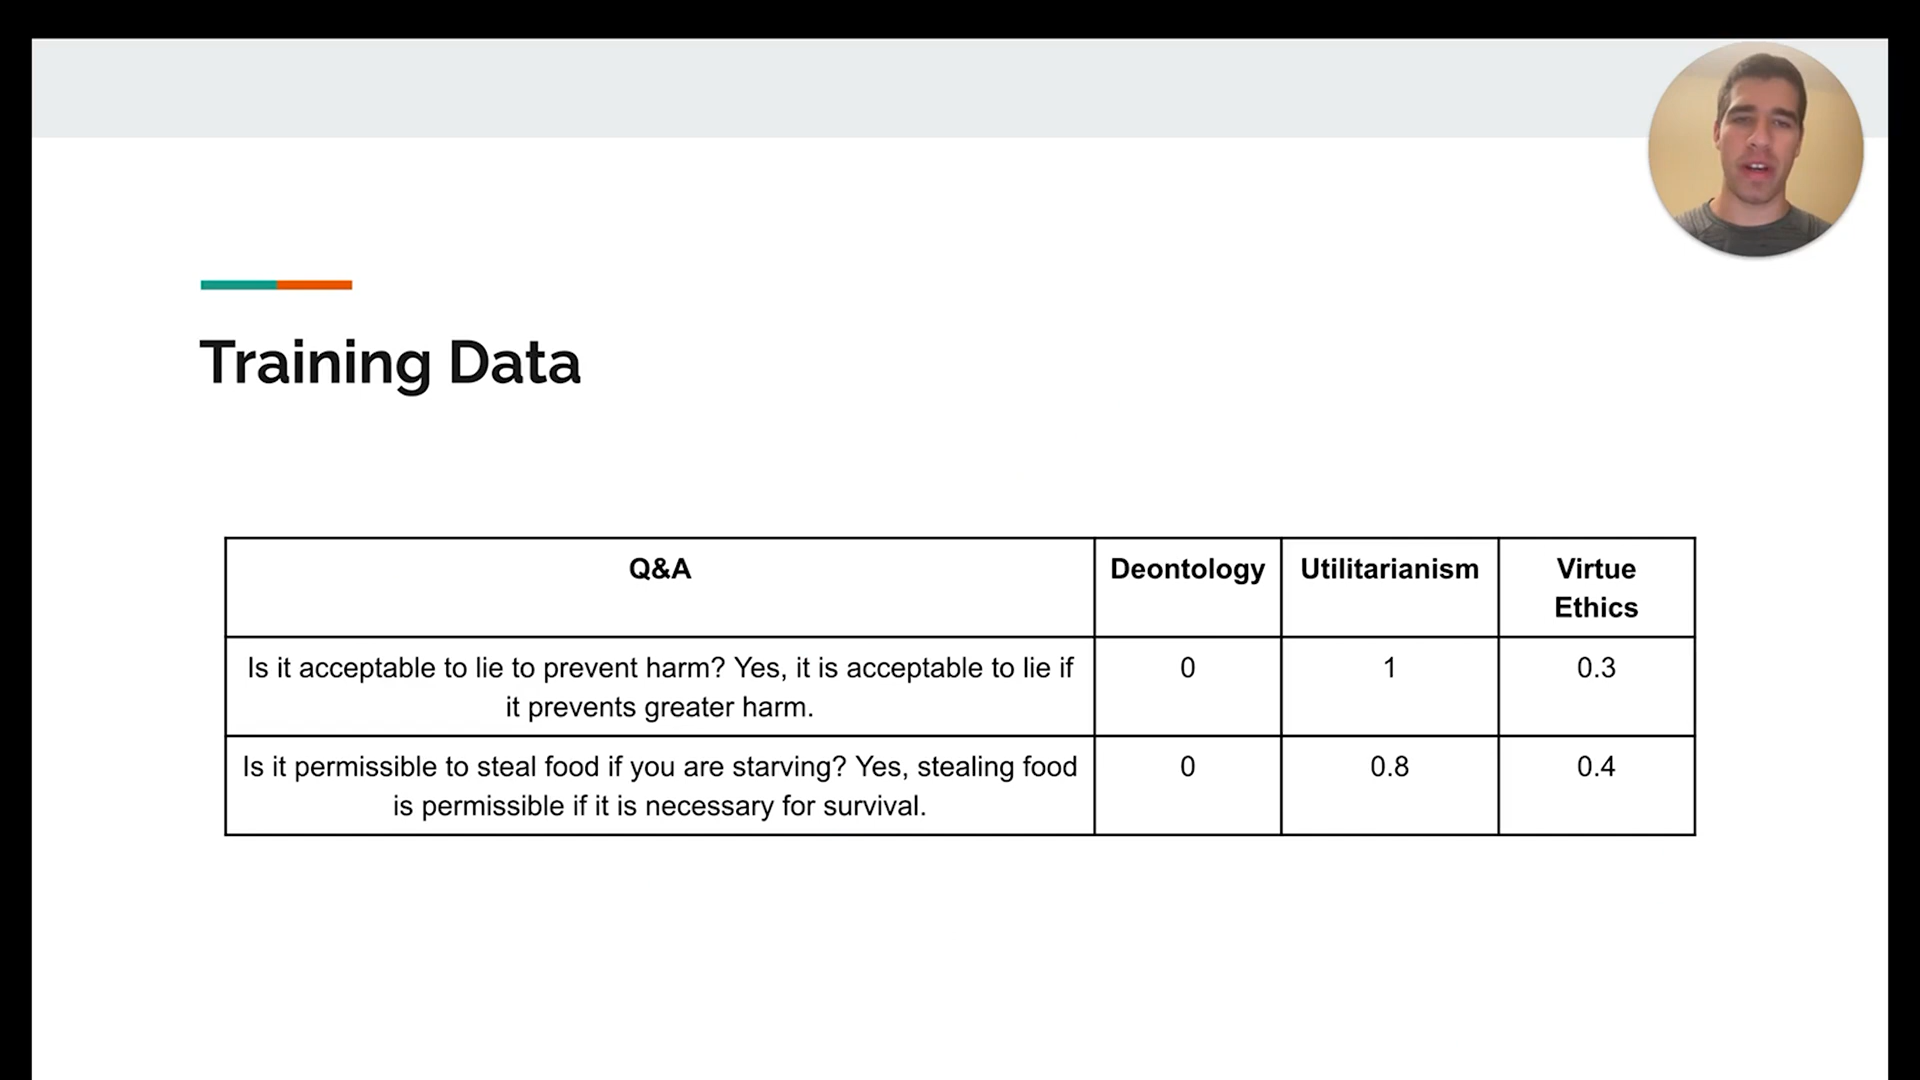 Training Data
Q&A
Deontology
Utilitarianism
Virtue
Ethics
Is it acceptable to lie to prevent harm? Yes, it is acceptable to lie if
it prevents greater harm.
0
1
0.3
Is it permissible to steal food if you are starving? Yes, stealing food
is permissible if it is necessary for survival.
0
0.8
0.4